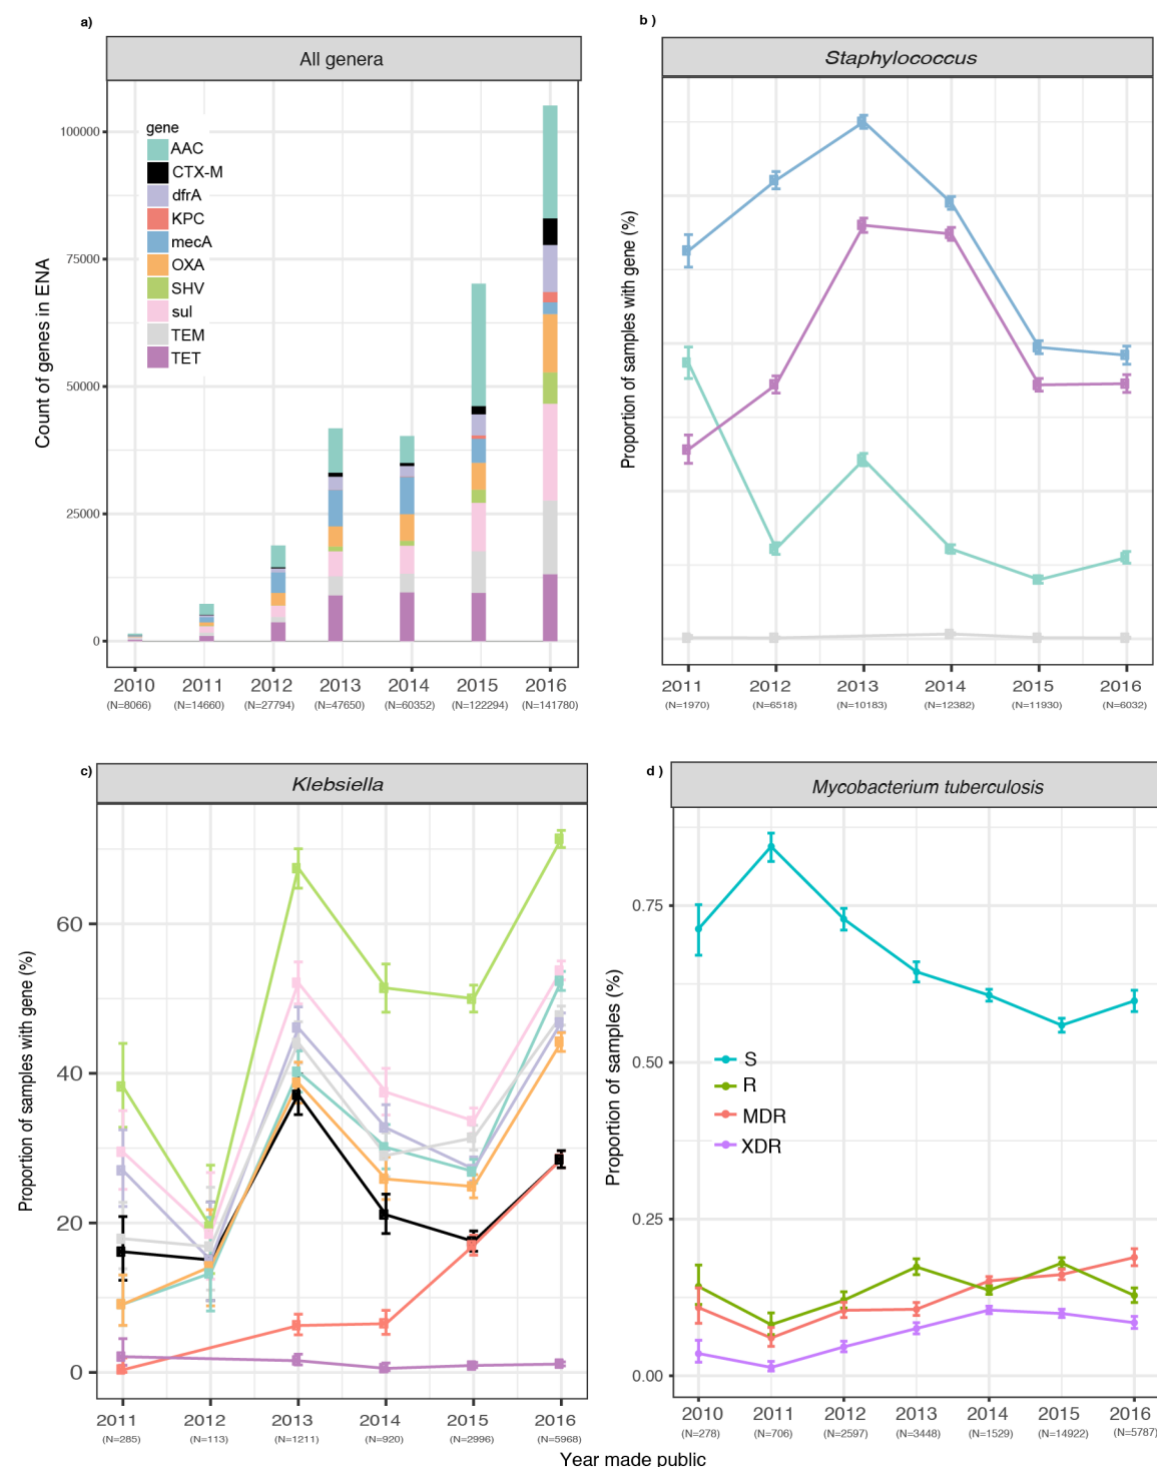 a)
All genera
Count of genes in ENA
100000
75000
50000
25000
0
gene
AAC
CTX-M
dfrA
KPC
mecA
OXA
SHV
sul
TEM
TET
2010 2011 2012 2013 2014 2015 2016
(N=8066) (N=14660) (N=27794) (N=47650) (N=60352) (N=122294) (N=141780)
b )
Staphylococcus
Proportion of samples with gene (%)
2011 2012 2013 2014 2015 2016
(N=1970) (N=6518) (N=10183) (N=12382) (N=11930) (N=6032)
c)
Klebsiella
Proportion of samples with gene (%)
60
40
20
0
2011 2012 2013 2014 2015 2016
(N=285) (N=113) (N=1211) (N=920) (N=2996) (N=5968)
d )
Mycobacterium tuberculosis
Proportion of samples (%)
0.75
0.50
0.25
0.00
S
R
MDR
XDR
2010 2011 2012 2013 2014 2015 2016
(N=278) (N=706) (N=2597) (N=3448) (N=1529) (N=14922) (N=5787)
Year made public